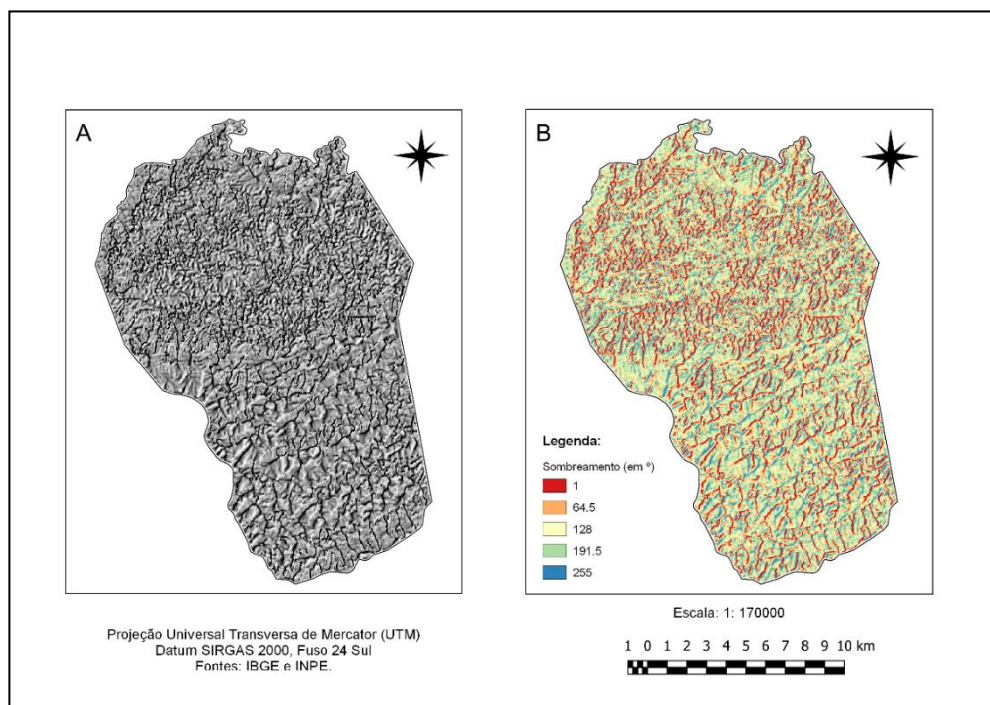 A
B
Legenda:
Sombreamento (em º)
1
64.5
128
191.5
255
Projeção Universal Transversa de Mercator (UTM)
Datum SIRGAS 2000, Fuso 24 Sul
Fontes: IBGE e INPE.
Escala: 1: 170000
1 0 1 2 3 4 5 6 7 8 9 10 km